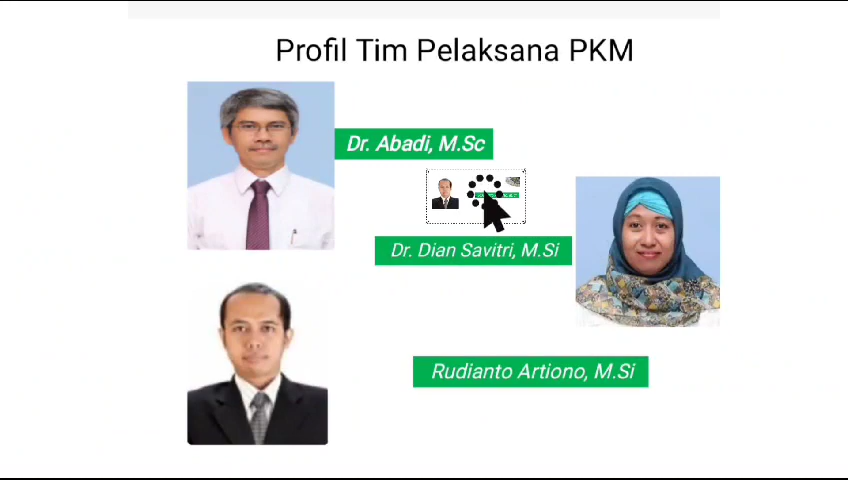 Profil Tim Pelaksana PKM
Dr. Abadi, M.Sc
Dr. Dian Savitri, M.Si
Rudianto Artiono, M.Si